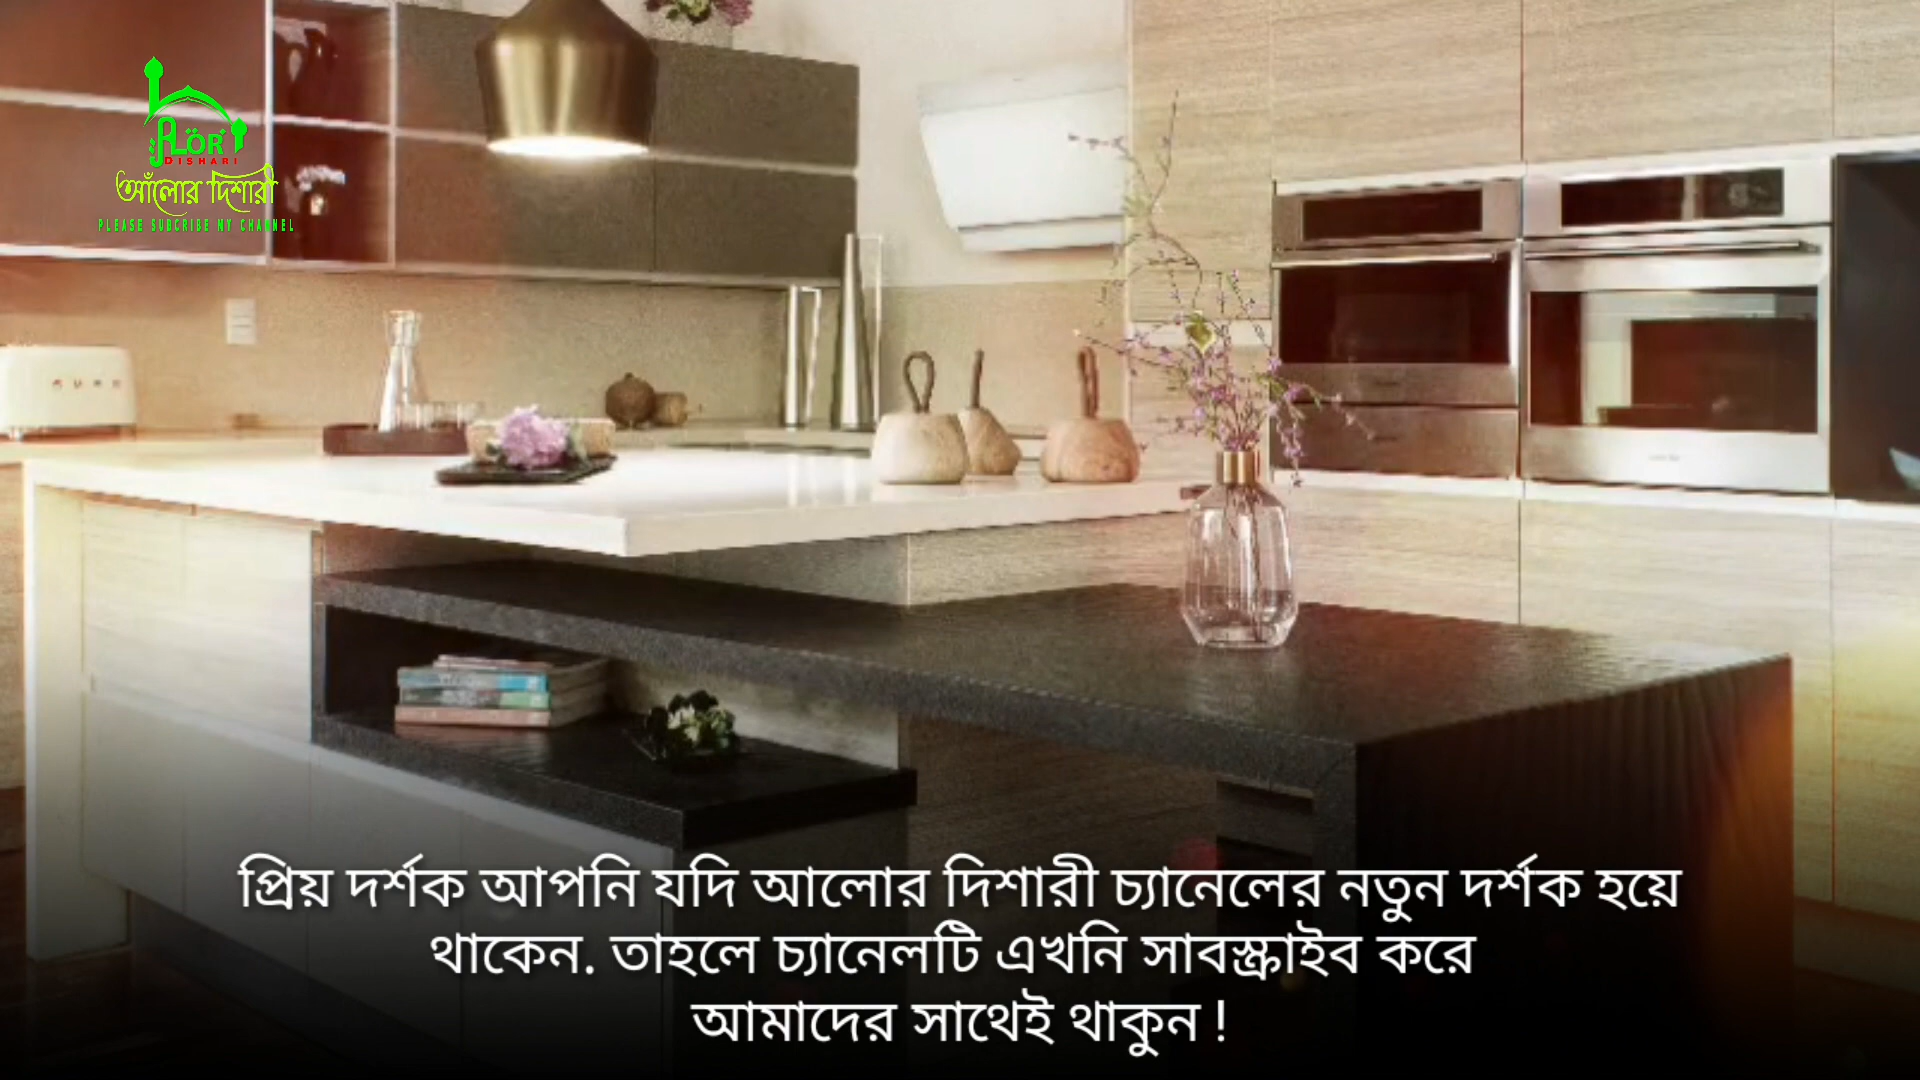 ALOR
DISHARI
আঁলোর দিশারী
PLEASE SUBCRIBE MY CHANNEL
প্রিয় দর্শক আপনি যদি আলোর দিশারী চ্যানেলের নতুন দর্শক হয়ে
থাকেন. তাহলে চ্যানেলটি এখনি সাবস্ক্রাইব করে
আমাদের সাথেই থাকুন !